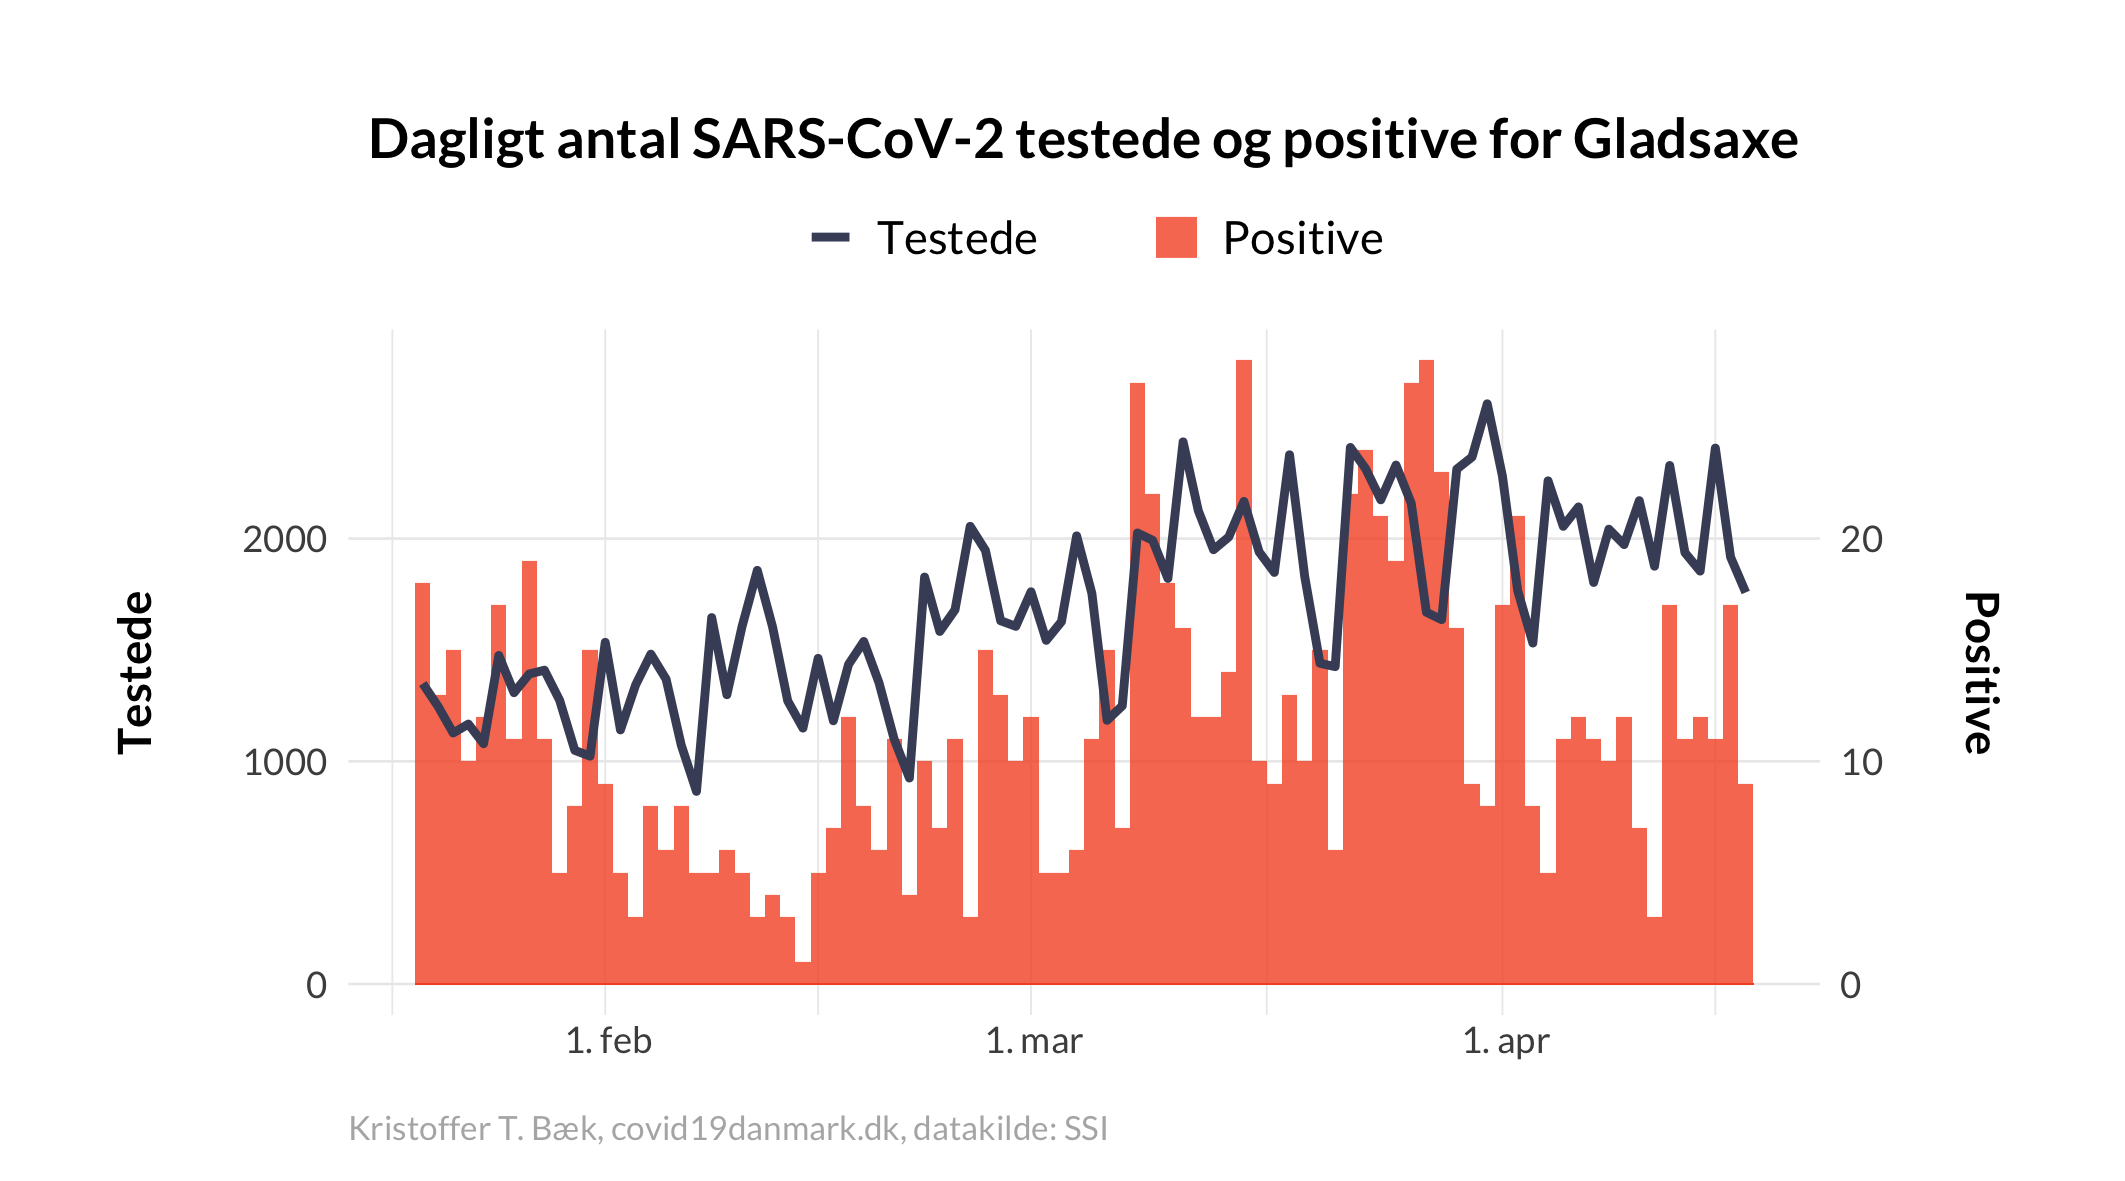 Dagligt antal SARS-CoV-2 testede og positive for Gladsaxe
Testede
Positive
2000
1000
0
20
10
0
Testede
Positive
1. feb
1. mar
1. apr
Kristoffer T. Bæk, covid19danmark.dk, datakilde: SSI